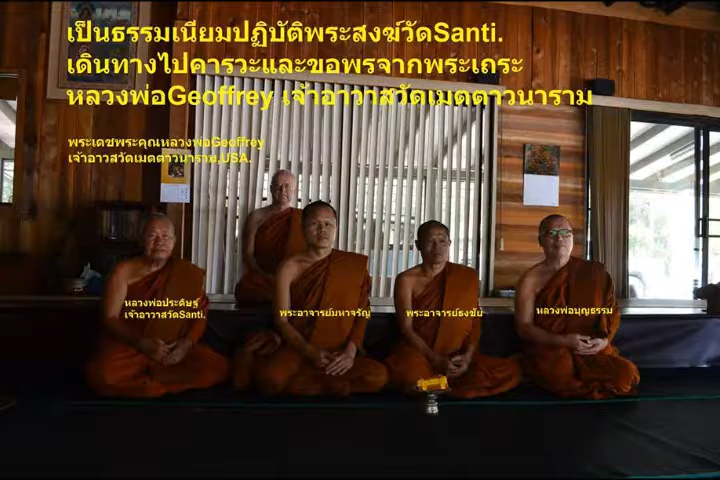 เป็นธรรมเนียมปฏิบัติพระสงฆ์วัดSanti.
เดินทางไปคารวะและขอพรจากพระเถระ
หลวงพ่อGeoffrey เจ้าอาวาสวัดเมตตาวนาราม
พระเดชพระคุณหลวงพ่อGeoffrey
เจ้าอาวสวัดเมตตาวนาราม,USA.
หลวงพ่อประดิษฐ์
เจ้าอาวาสวัดSanti.
พระอาจารย์มหาจรัญ
พระอาจารย์ธงชัย
หลวงพ่อบุญธรรม